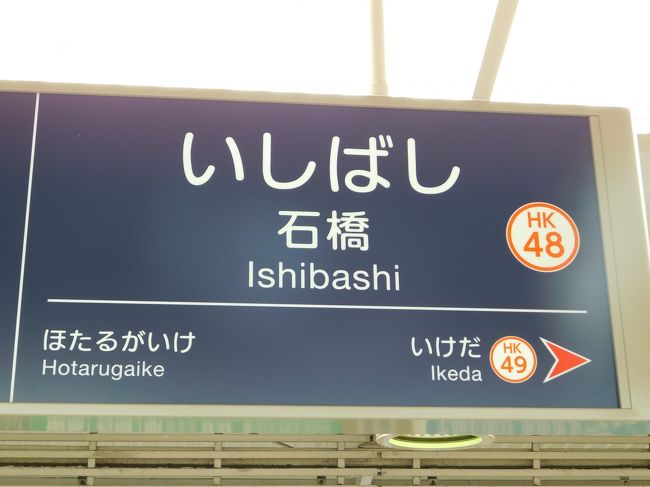 いしばし
石橋
Ishibashi
HK
48
ほたるがいけ
Hotarugaike
いけだ
Ikeda
HK
49